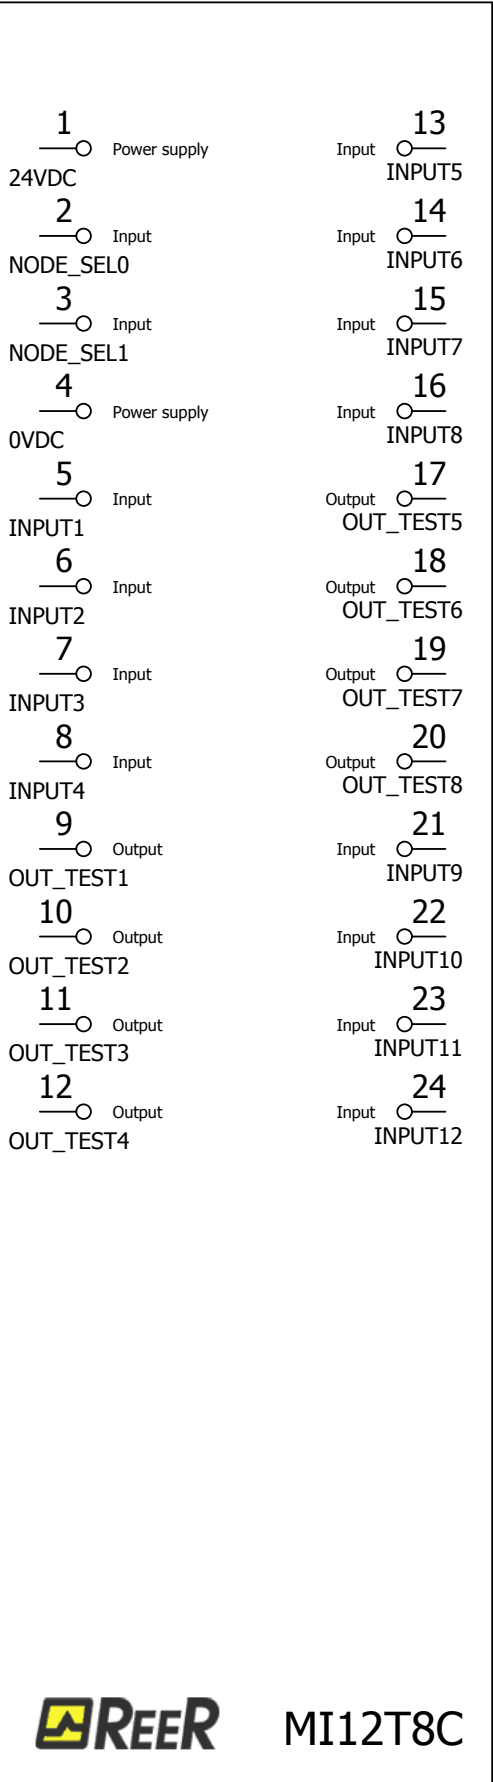 1
Power supply
24VDC
2
Input
NODE_SEL0
3
Input
NODE_SEL1
4
Power supply
0VDC
5
Input
INPUT1
6
Input
INPUT2
7
Input
INPUT3
8
Input
INPUT4
9
Output
OUT_TEST1
10
Output
OUT_TEST2
11
Output
OUT_TEST3
12
Output
OUT_TEST4
13
Input
INPUT5
14
Input
INPUT6
15
Input
INPUT7
16
Input
INPUT8
17
Output
OUT_TEST5
18
Output
OUT_TEST6
19
Output
OUT_TEST7
20
Output
OUT_TEST8
21
Input
INPUT9
22
Input
INPUT10
23
Input
INPUT11
24
Input
INPUT12
REER MI12T8C